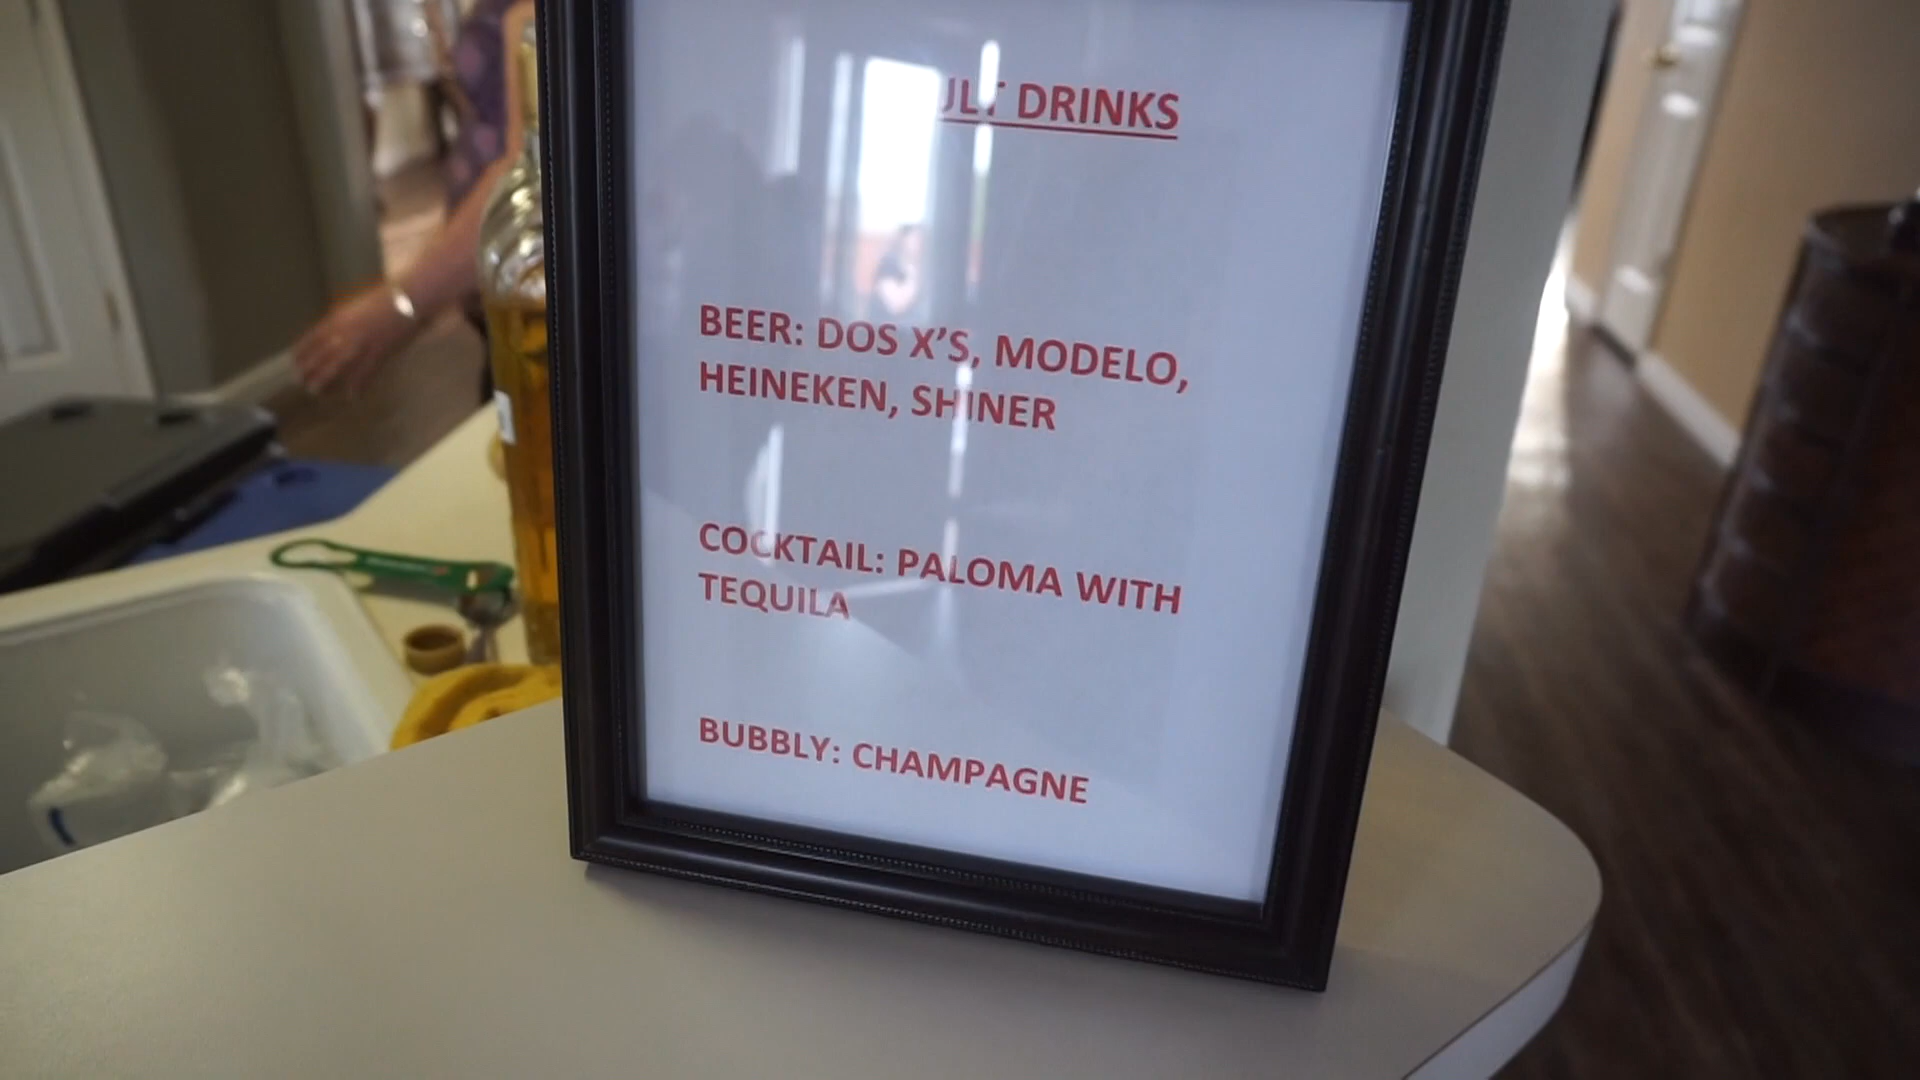 DRINKS
BEER: DOS X'S, MODELO,
HEINEKEN, SHINER
COCKTAIL: PALOMA WITH
TEQUILA
BUBBLY: CHAMPAGNE